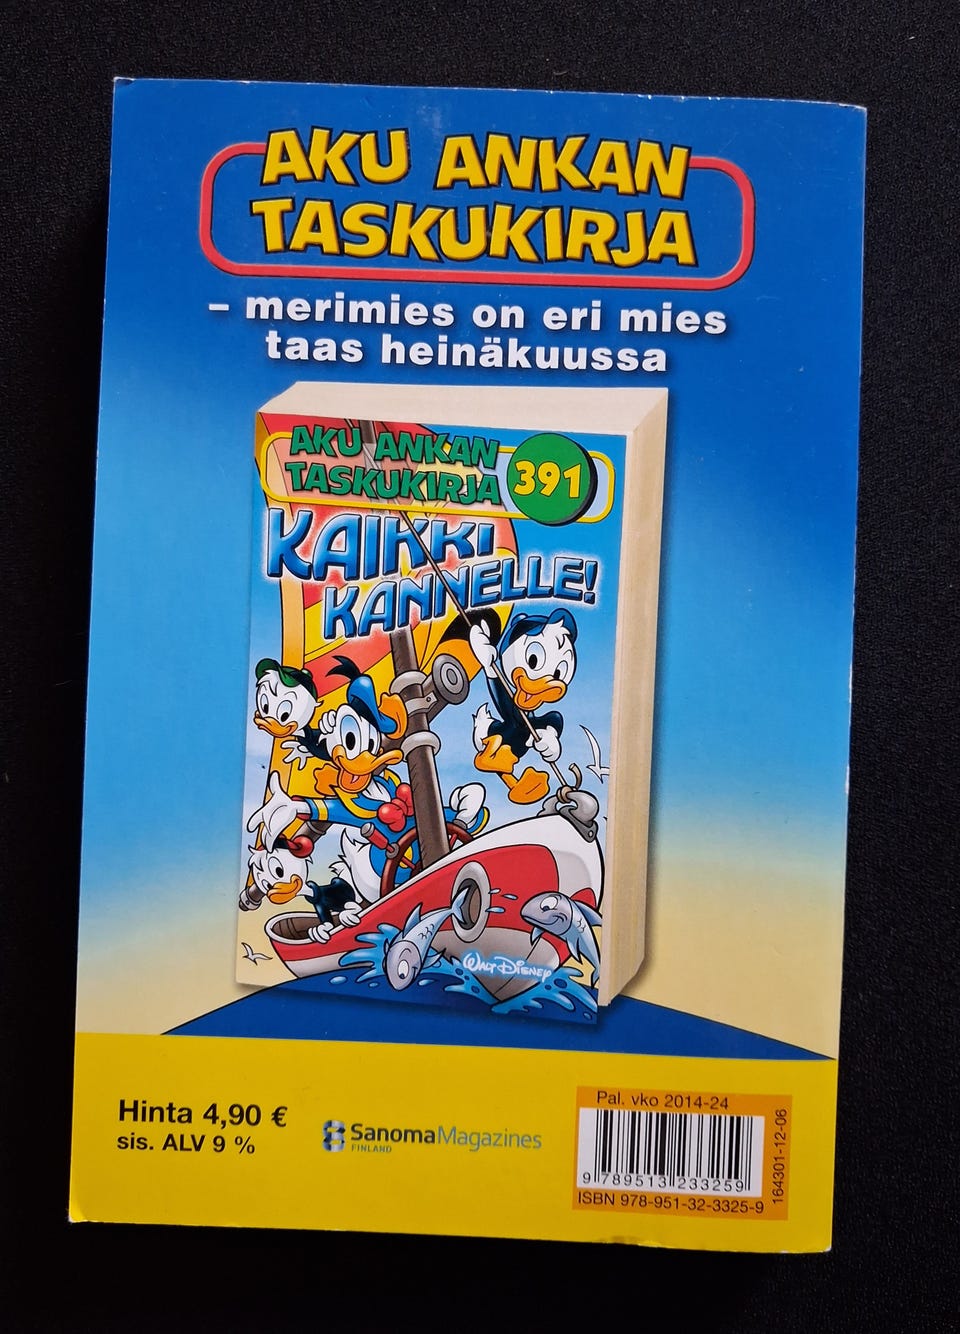 AKU ANKAN
TASKUKIRJA
– merimies on eri mies
taas heinäkuussa
AKU ANKAN
TASKUKIRJA
391
KAIKKI
KANNELLE!
WALT DISNEY
Hinta 4,90 €
sis. ALV 9 %
SanomaMagazines
FINLAND
Pal. vko 2014-24
9 789513 233259
ISBN 978-951-32-3325-9
164301-12-06